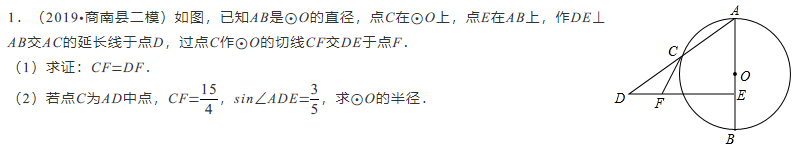 1．（2019•商南县二模）如图，已知AB是⊙O的直径，点C在⊙O上，点E在AB上，作DE⊥
AB交AC的延长线于点D，过点C作⊙O的切线CF交DE于点F．
（1）求证：CF=DF．
（2）若点C为AD中点，CF=15/4，sin∠ADE=3/5，求⊙O的半径．
A
C
O
D
F
E
B